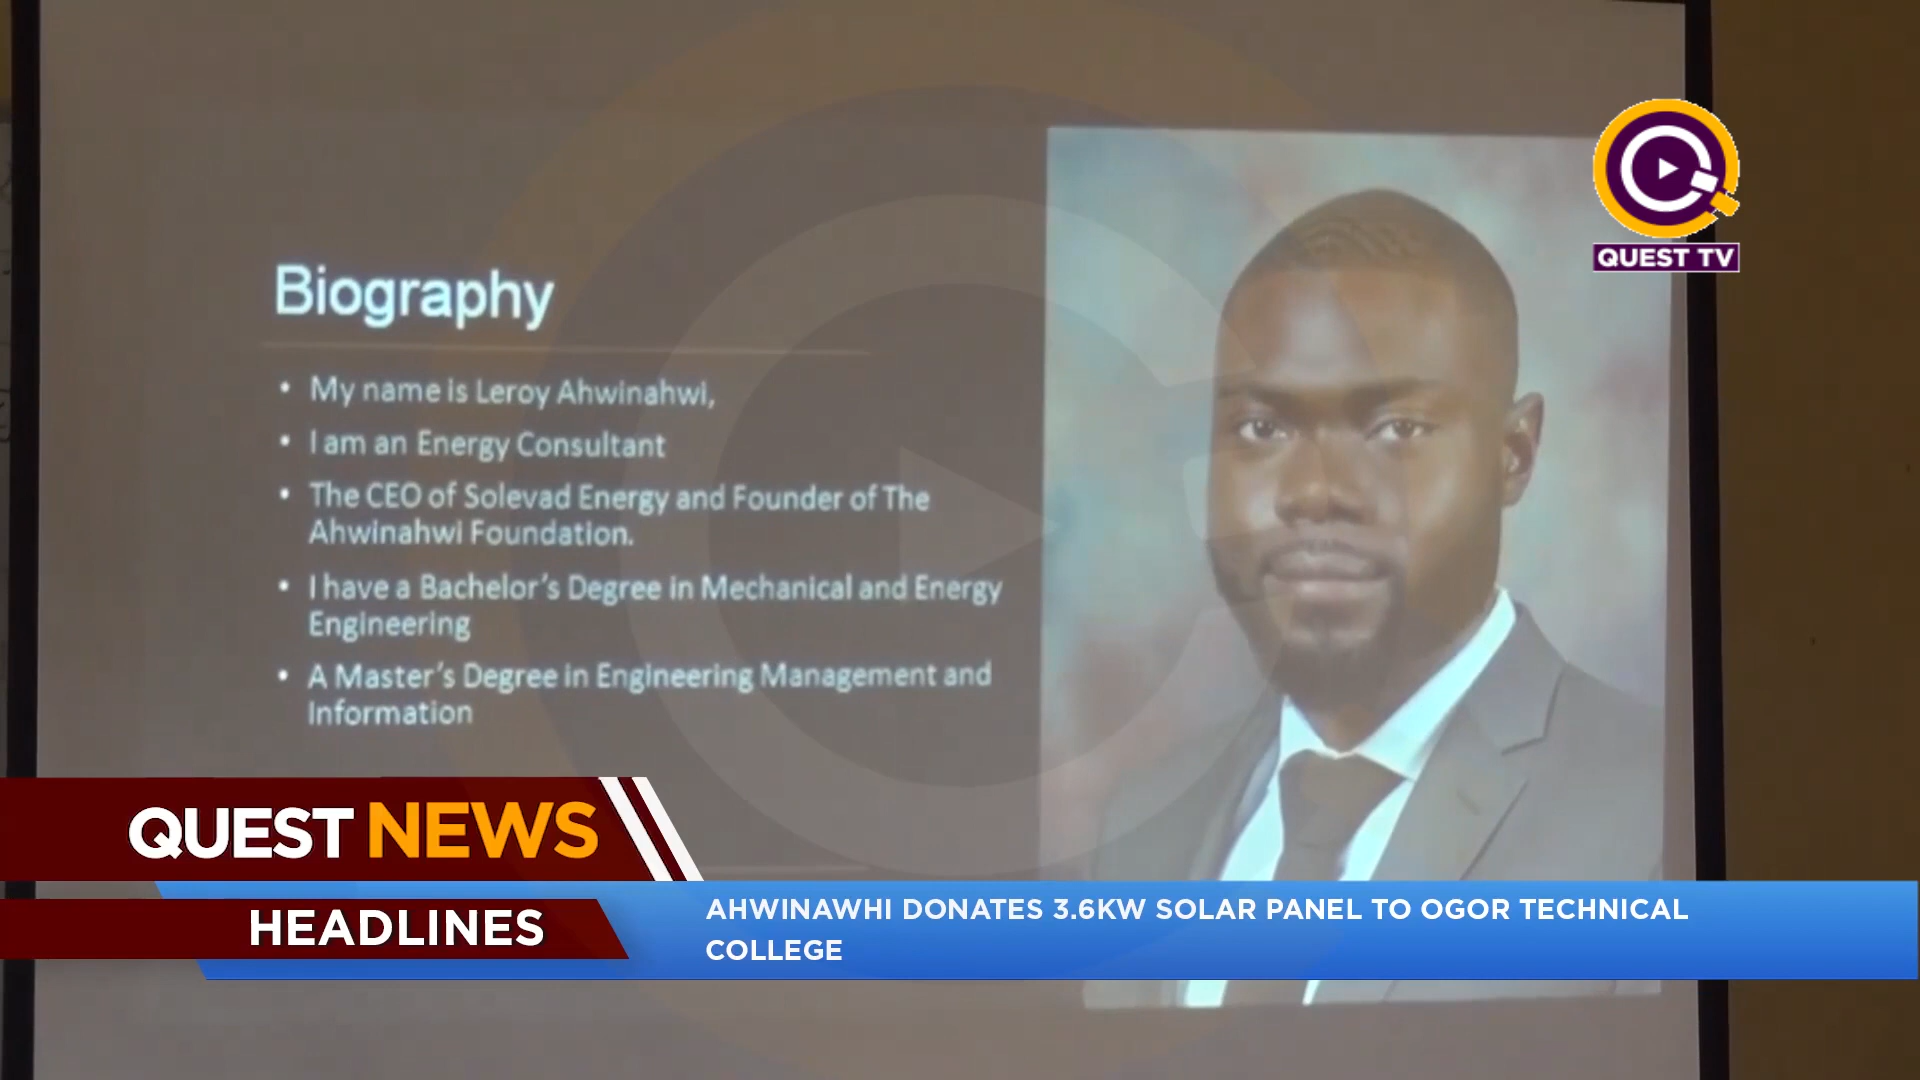 QUEST TV
Biography
• My name is Leroy Ahwinahwi,
• I am an Energy Consultant
• The CEO of Solevad Energy and Founder of The
Ahwinahwi Foundation.
• I have a Bachelor's Degree in Mechanical and Energy
Engineering
• A Master's Degree in Engineering Management and
Information
QUEST NEWS
HEADLINES
AHWINAWHI DONATES 3.6KW SOLAR PANEL TO OGOR TECHNICAL
COLLEGE